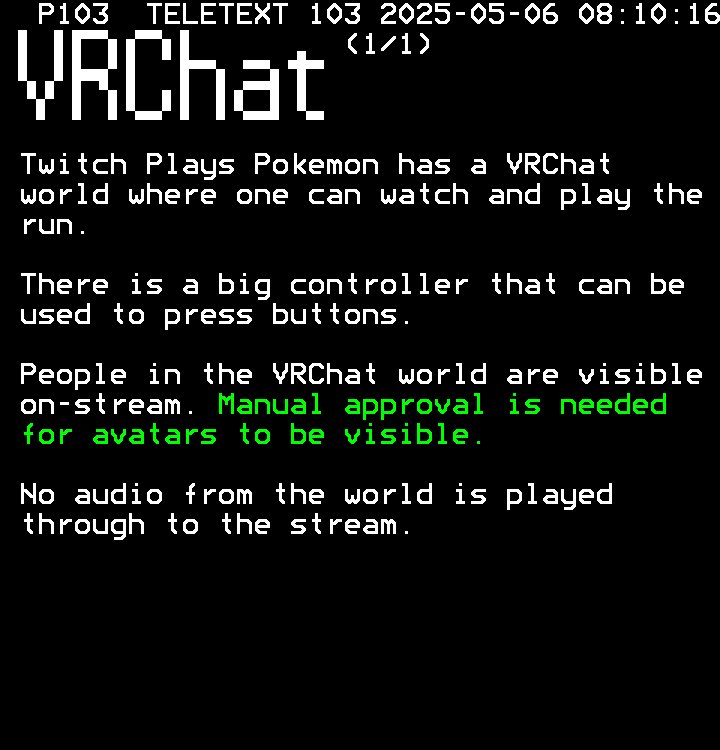 P103 TELETEXT 103 2025-05-06 08:10:16
VRChat (1/1)
Twitch Plays Pokemon has a VRChat
world where one can watch and play the
run.
There is a big controller that can be
used to press buttons.
People in the VRChat world are visible
on-stream. Manual approval is needed
for avatars to be visible.
No audio from the world is played
through to the stream.